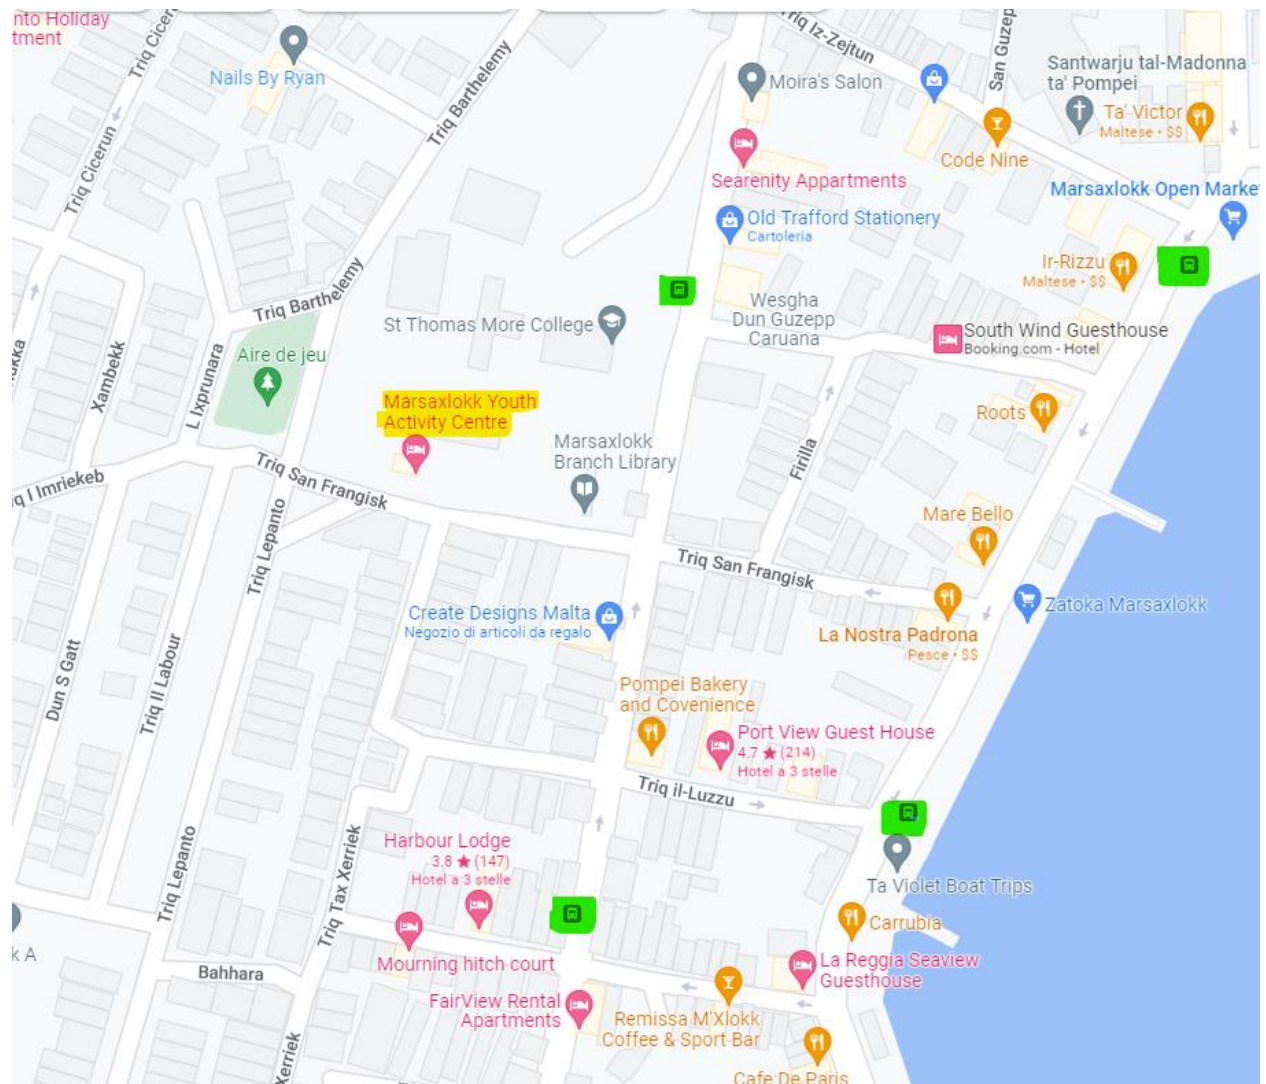 nto Holiday
tment
Triq Cicerun
Triq Iz-Zejtun
San Guzep
Nails By Ryan
Triq Barthelemy
Moira's Salon
Santwarju tal-Madonna
ta' Pompei
Ta' Victor
Maltese • $$
Code Nine
Triq Cicerun
Searenity Appartments
Marsaxlokk Open Marke
Old Trafford Stationery
Cartoleria
Ir-Rizzu
Maltese • $$
Triq Barthelemy
St Thomas More College
Wesgha
Dun Guzepp
Caruana
South Wind Guesthouse
Booking.com - Hotel
Aire de jeu
Xambekk
L Ixprunara
Marsaxlokk Youth
Activity Centre
Roots
Marsaxlokk
Branch Library
Firilla
q I Imriekeb
Triq San Frangisk
Mare Bello
Triq Lepanto
Triq San Frangisk
Create Designs Malta
Negozio di articoli da regalo
Zatoka Marsaxlokk
La Nostra Padrona
Pesce • $$
Dun S Gatt
Triq Il Labour
Pompei Bakery
and Covenience
Port View Guest House
4.7 ★ (214)
Hotel a 3 stelle
Triq il-Luzzu
Harbour Lodge
3.8 ★ (147)
Hotel a 3 stelle
Triq Lepanto
Triq Tax Xerriek
Ta Violet Boat Trips
Carrubia
k A
Bahhara
Mourning hitch court
La Reggia Seaview
Guesthouse
FairView Rental
Apartments
Remissa M'Xlokk
Coffee & Sport Bar
Xerriek
Cafe De Paris